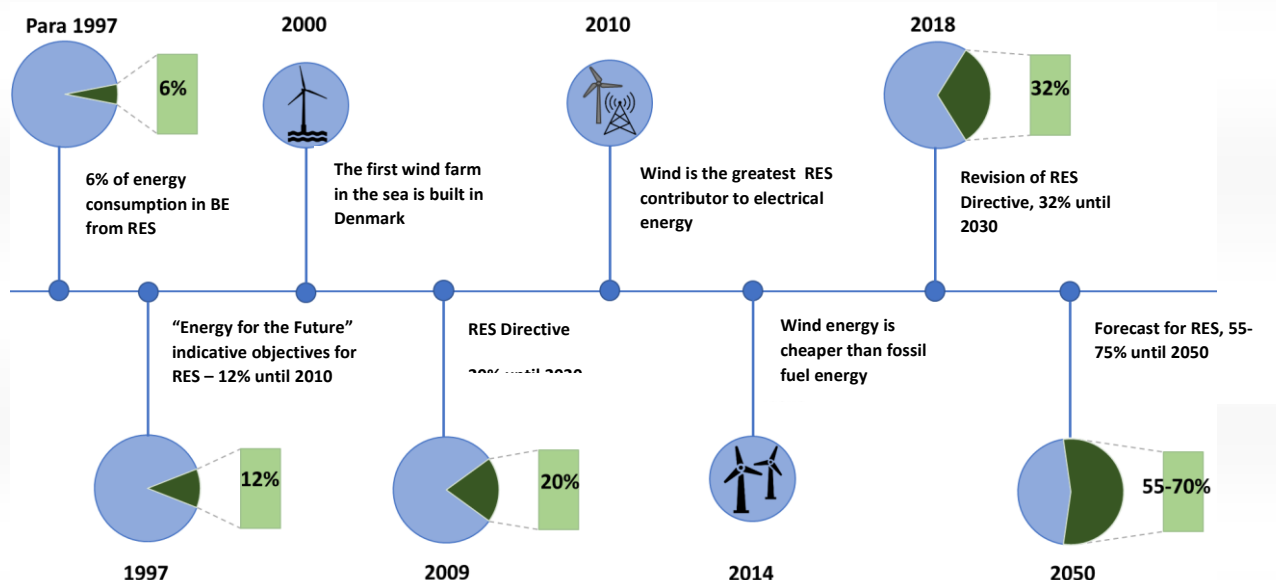 Para 1997
6%
6% of energy
consumption in BE
from RES
2000
The first wind farm
in the sea is built in
Denmark
2010
Wind is the greatest RES
contributor to electrical
energy
2018
32%
Revision of RES
Directive, 32% until
2030
“Energy for the Future”
indicative objectives for
RES – 12% until 2010
12%
1997
RES Directive
20% until 2020
20%
2009
Wind energy is
cheaper than fossil
fuel energy
2014
Forecast for RES, 55-
75% until 2050
55-70%
2050